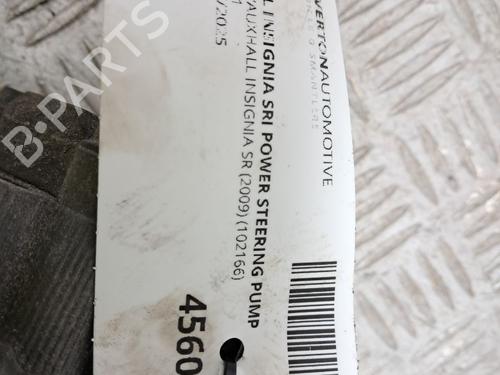 VERTONAUTOMOTIVE
L INSIGNIA SRI POWER STEERING PUMP
VAUXHALL INSIGNIA SR (2009) (102166)
/2025
4560
B-PARTS